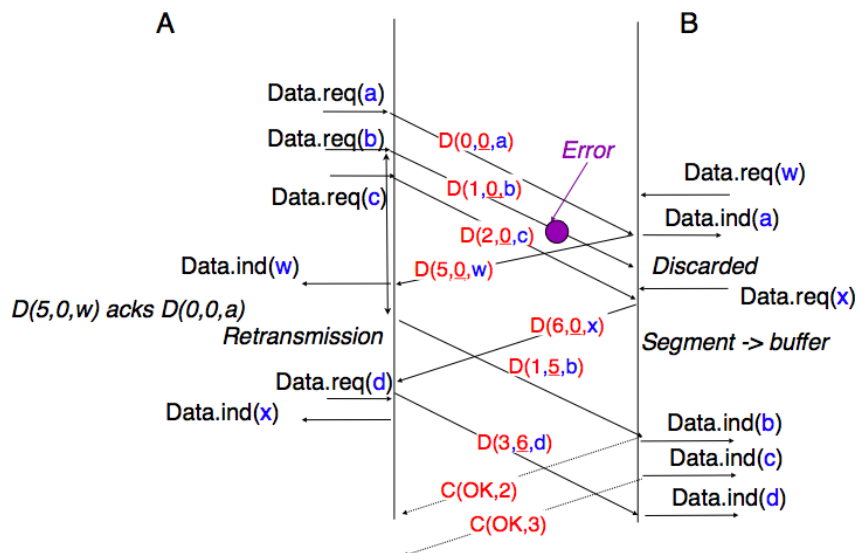 A
B
Data.req(a)
Data.req(b)
D(0,0,a)
Error
Data.req(w)
Data.req(c)
D(1,0,b)
Data.ind(a)
D(2,0,c)
Data.ind(w)
D(5,0,w)
Discarded
Data.req(x)
D(5,0,w) acks D(0,0,a)
D(6,0,x)
Retransmission
Segment -> buffer
D(1,5,b)
Data.req(d)
Data.ind(x)
Data.ind(b)
D(3,6,d)
Data.ind(c)
C(OK,2)
Data.ind(d)
C(OK,3)